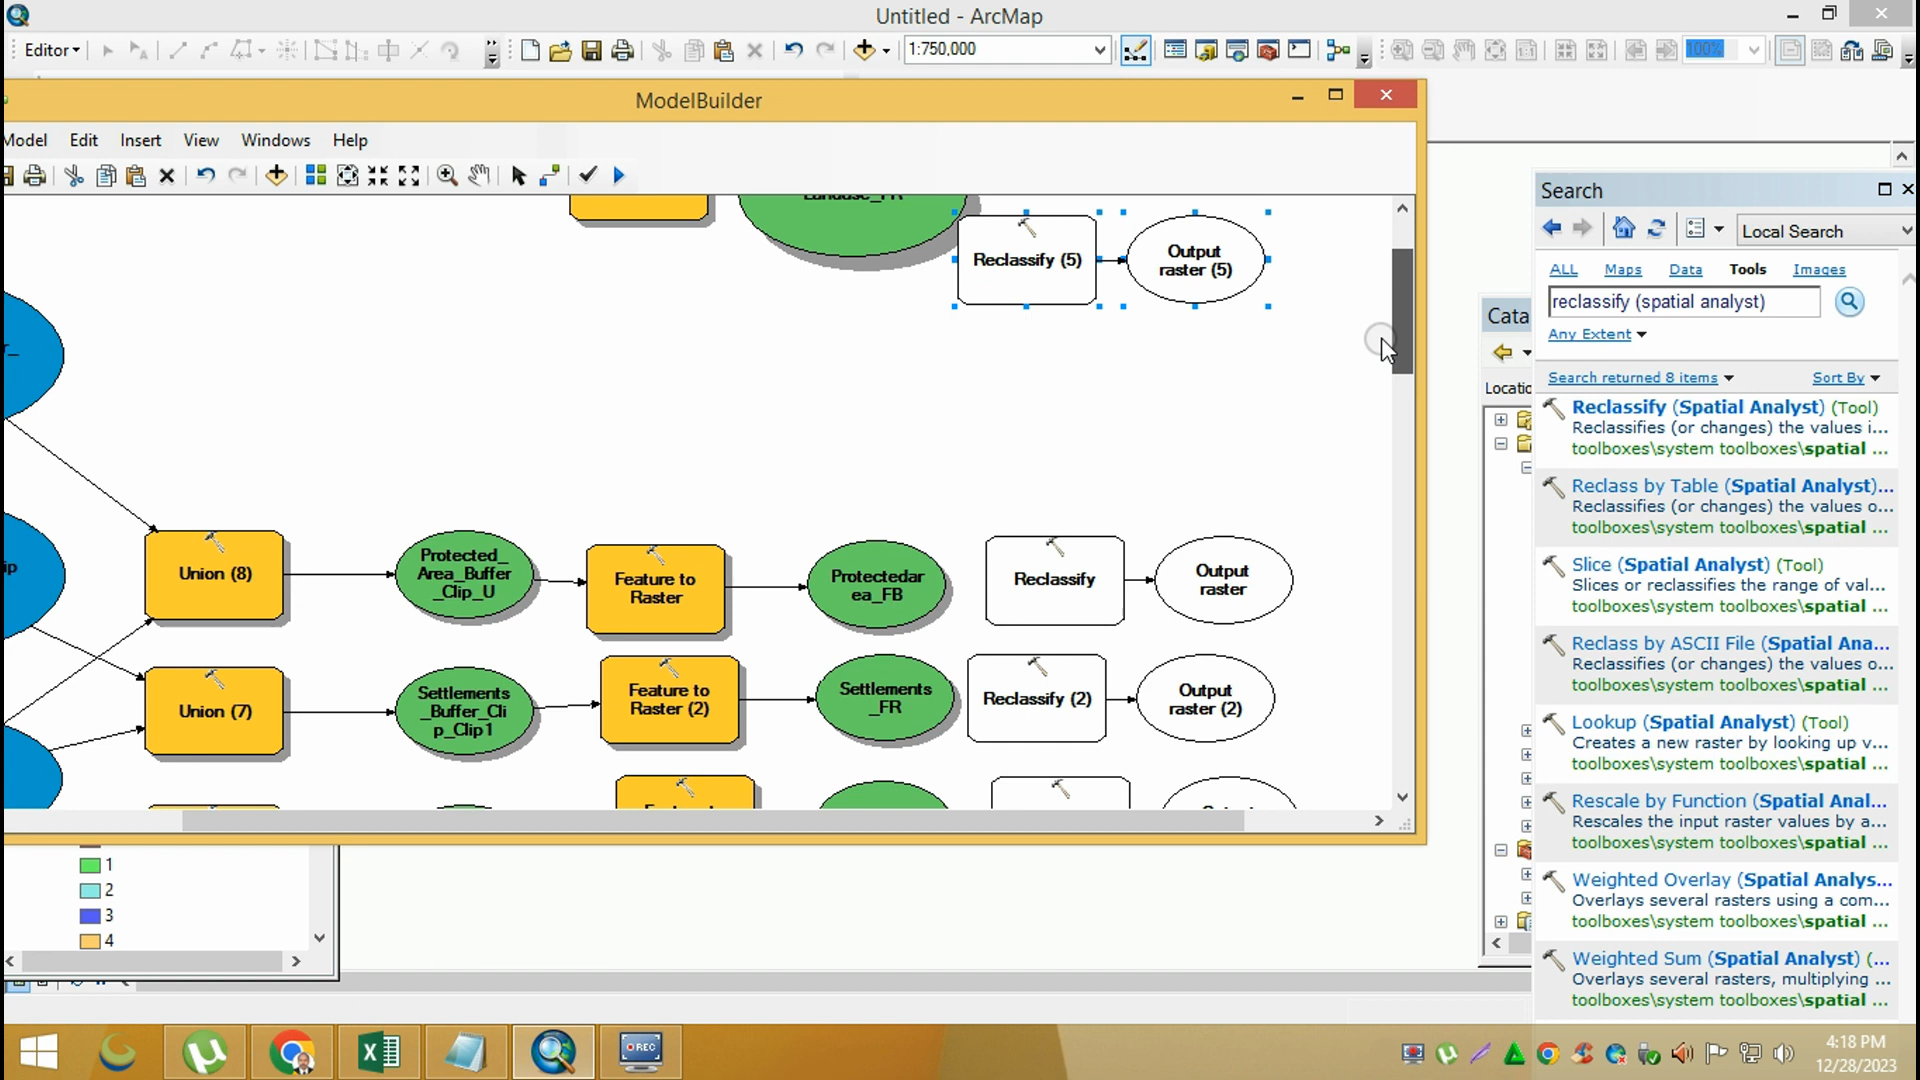 Untitled - ArcMap
Editor
1:750,000
100%
ModelBuilder
Model Edit Insert View Windows Help
Reclassify (5)
Output
raster (5)
Union (8)
Protected_
Area_Buffer
_Clip_U
Feature to
Raster
Protectedar
ea_FB
Reclassify
Output
raster
Union (7)
Settlements
_Buffer_Cli
p_Clip1
Feature to
Raster (2)
Settlements
_FR
Reclassify (2)
Output
raster (2)
1
2
3
4
Cata
Locatio
Search
Local Search
ALL Maps Data Tools Images
reclassify (spatial analyst)
Any Extent
Search returned 8 items Sort By
Reclassify (Spatial Analyst) (Tool)
Reclassifies (or changes) the values i...
toolboxes\system toolboxes\spatial ...
Reclass by Table (Spatial Analyst)...
Reclassifies (or changes) the values o...
toolboxes\system toolboxes\spatial ...
Slice (Spatial Analyst) (Tool)
Slices or reclassifies the range of val...
toolboxes\system toolboxes\spatial ...
Reclass by ASCII File (Spatial Ana...
Reclassifies (or changes) the values o...
toolboxes\system toolboxes\spatial ...
Lookup (Spatial Analyst) (Tool)
Creates a new raster by looking up v...
toolboxes\system toolboxes\spatial ...
Rescale by Function (Spatial Anal...
Rescales the input raster values by a...
toolboxes\system toolboxes\spatial ...
Weighted Overlay (Spatial Analys...
Overlays several rasters using a com...
toolboxes\system toolboxes\spatial ...
Weighted Sum (Spatial Analyst) (...
Overlays several rasters, multiplying ...
toolboxes\system toolboxes\spatial ...
REC
4:18 PM
12/28/2023